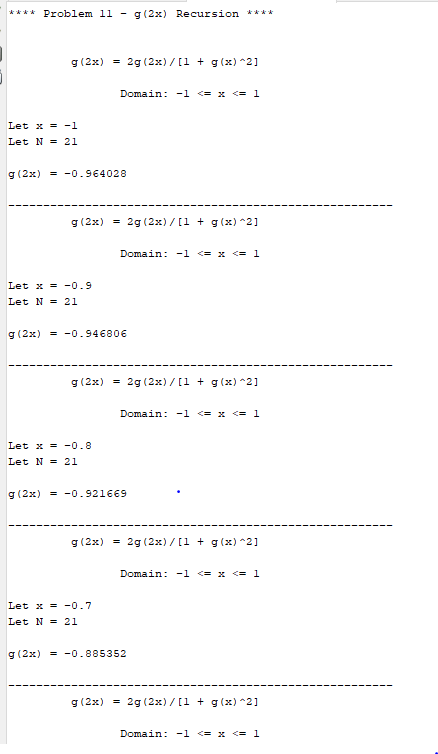 **** Problem 11 - g(2x) Recursion ****
g(2x) = 2g(2x)/[1 + g(x)^2]
Domain: -1 <= x <= 1
Let x = -1
Let N = 21
g(2x) = -0.964028
-------------------------------------------------------
g(2x) = 2g(2x)/[1 + g(x)^2]
Domain: -1 <= x <= 1
Let x = -0.9
Let N = 21
g(2x) = -0.946806
-------------------------------------------------------
g(2x) = 2g(2x)/[1 + g(x)^2]
Domain: -1 <= x <= 1
Let x = -0.8
Let N = 21
g(2x) = -0.921669
-------------------------------------------------------
g(2x) = 2g(2x)/[1 + g(x)^2]
Domain: -1 <= x <= 1
Let x = -0.7
Let N = 21
g(2x) = -0.885352
-------------------------------------------------------
g(2x) = 2g(2x)/[1 + g(x)^2]
Domain: -1 <= x <= 1